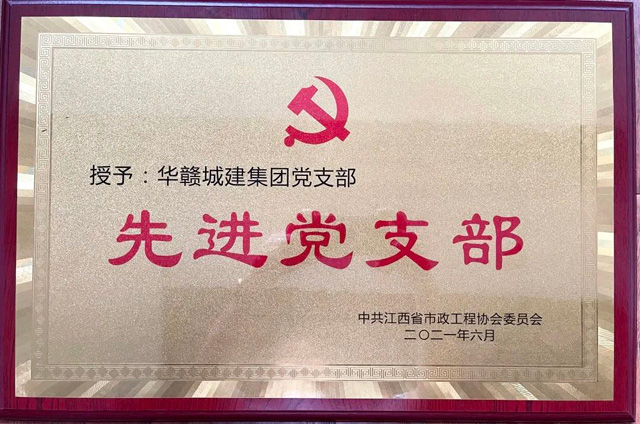 授予：华赣城建集团党支部
先进党支部
中共江西省市政工程协会委员会
二〇二一年六月